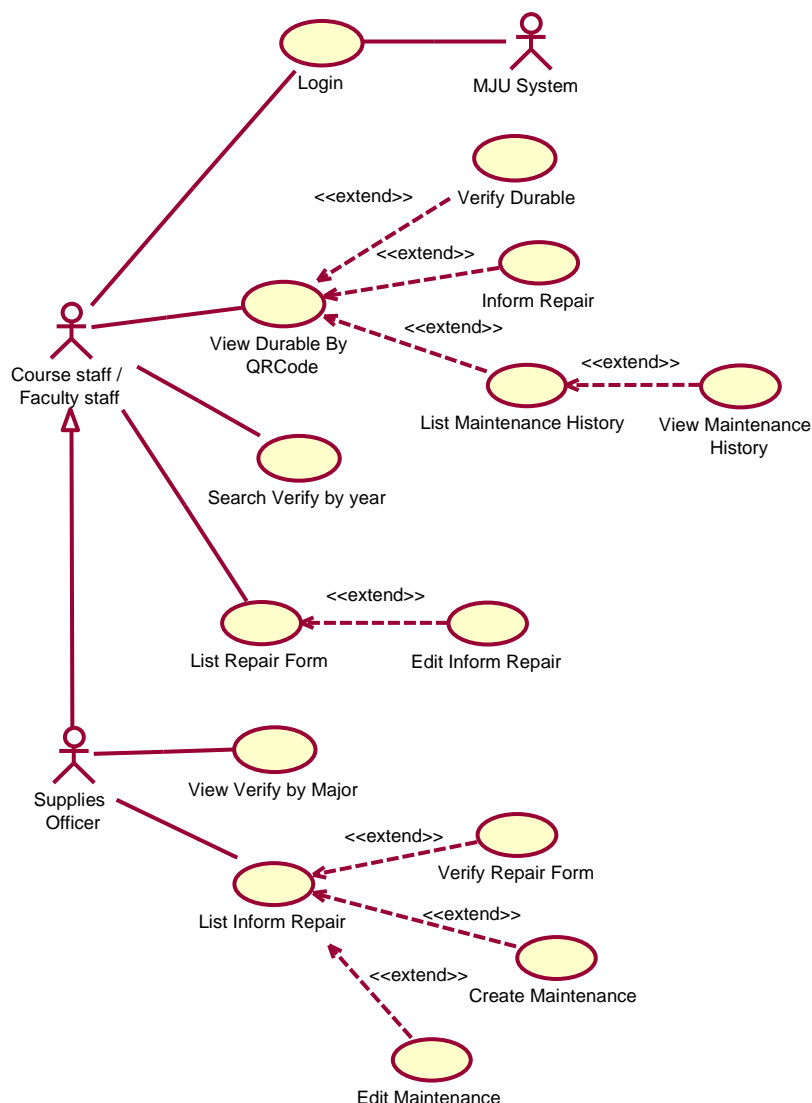 Login
MJU System
<<extend>>
Verify Durable
<<extend>>
Inform Repair
View Durable By
QRCode
<<extend>>
Course staff /
Faculty staff
<<extend>>
List Maintenance History
View Maintenance
History
Search Verify by year
<<extend>>
List Repair Form
Edit Inform Repair
View Verify by Major
Supplies
Officer
<<extend>>
Verify Repair Form
List Inform Repair
<<extend>>
Create Maintenance
<<extend>>
Edit Maintenance